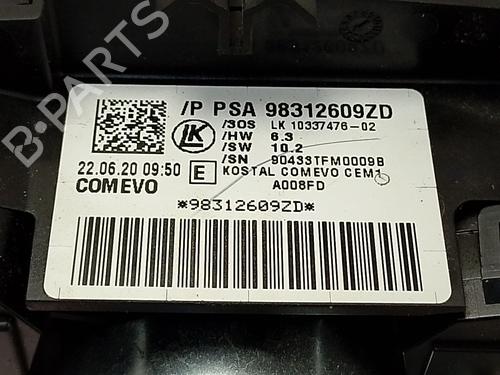 B-PARTS
/P PSA 98312609ZD
/SOS LK 10337476-02
/HW 6.3
/SW 10.2
/SN 90433TFM0009B
KOSTAL COMEVO CEM1
A008FD
LK
22.06.20 09:50
E
COMEVO
*98312609ZD*